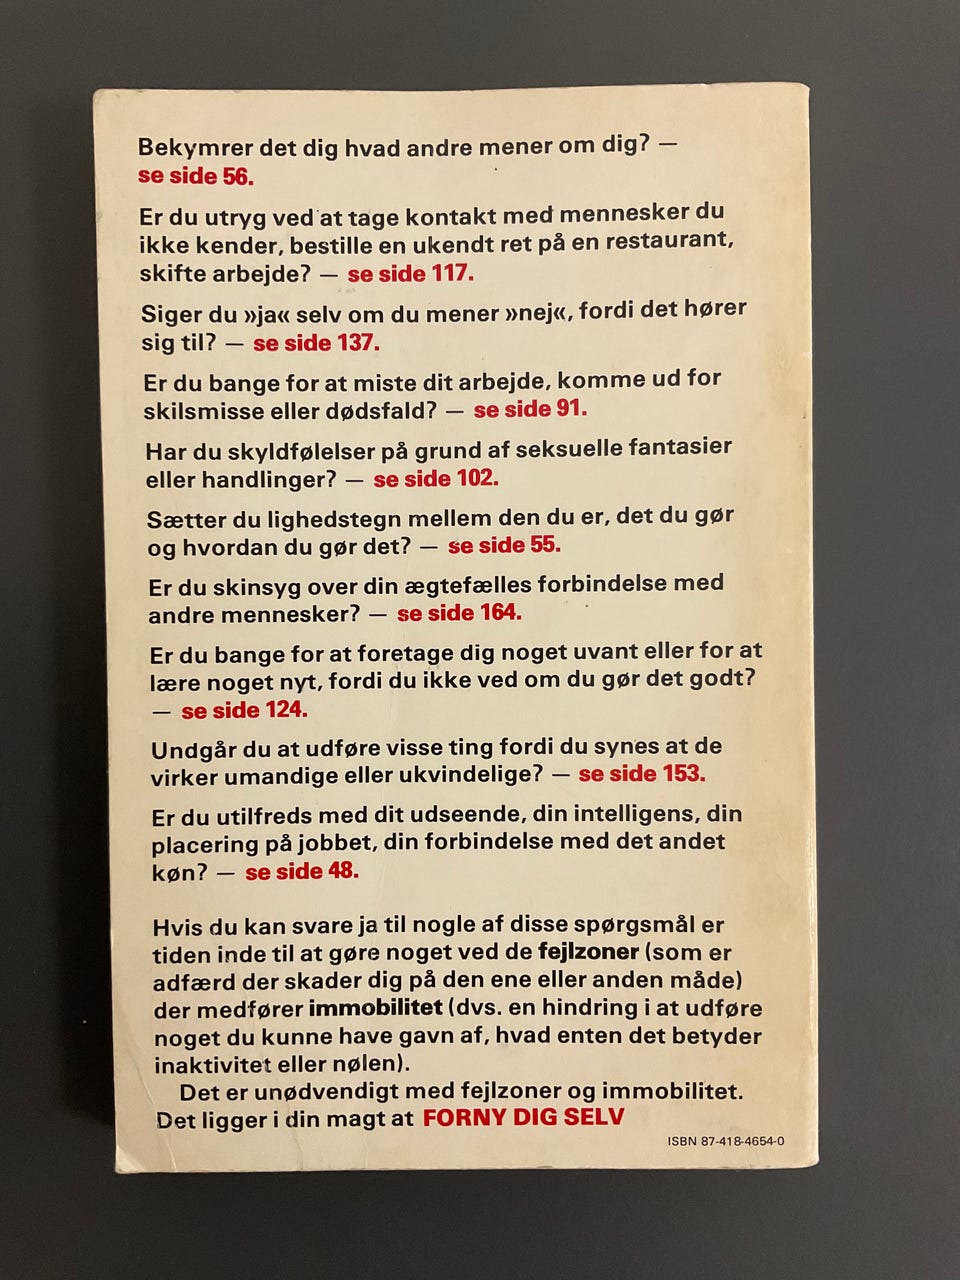 Bekymrer det dig hvad andre mener om dig? —
se side 56.
Er du utryg ved at tage kontakt med mennesker du
ikke kender, bestille en ukendt ret på en restaurant,
skifte arbejde? — se side 117.
Siger du »ja« selv om du mener »nej«, fordi det hører
sig til? — se side 137.
Er du bange for at miste dit arbejde, komme ud for
skilsmisse eller dødsfald? — se side 91.
Har du skyldfølelser på grund af seksuelle fantasier
eller handlinger? — se side 102.
Sætter du lighedstegn mellem den du er, det du gør
og hvordan du gør det? — se side 55.
Er du skinsyg over din ægtefælles forbindelse med
andre mennesker? — se side 164.
Er du bange for at foretage dig noget uvant eller for at
lære noget nyt, fordi du ikke ved om du gør det godt?
— se side 124.
Undgår du at udføre visse ting fordi du synes at de
virker umandige eller ukvindelige? — se side 153.
Er du utilfreds med dit udseende, din intelligens, din
placering på jobbet, din forbindelse med det andet
køn? — se side 48.
Hvis du kan svare ja til nogle af disse spørgsmål er
tiden inde til at gøre noget ved de fejlzoner (som er
adfærd der skader dig på den ene eller anden måde)
der medfører immobilitet (dvs. en hindring i at udføre
noget du kunne have gavn af, hvad enten det betyder
inaktivitet eller nølen).
Det er unødvendigt med fejlzoner og immobilitet.
Det ligger i din magt at FORNY DIG SELV
ISBN 87-418-4654-0